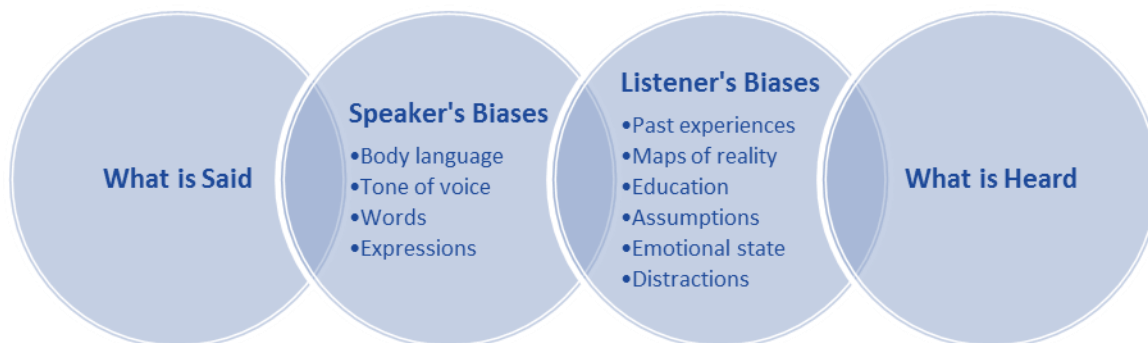 What is Said
Speaker's Biases
•Body language
•Tone of voice
•Words
•Expressions
Listener's Biases
•Past experiences
•Maps of reality
•Education
•Assumptions
•Emotional state
•Distractions
What is Heard